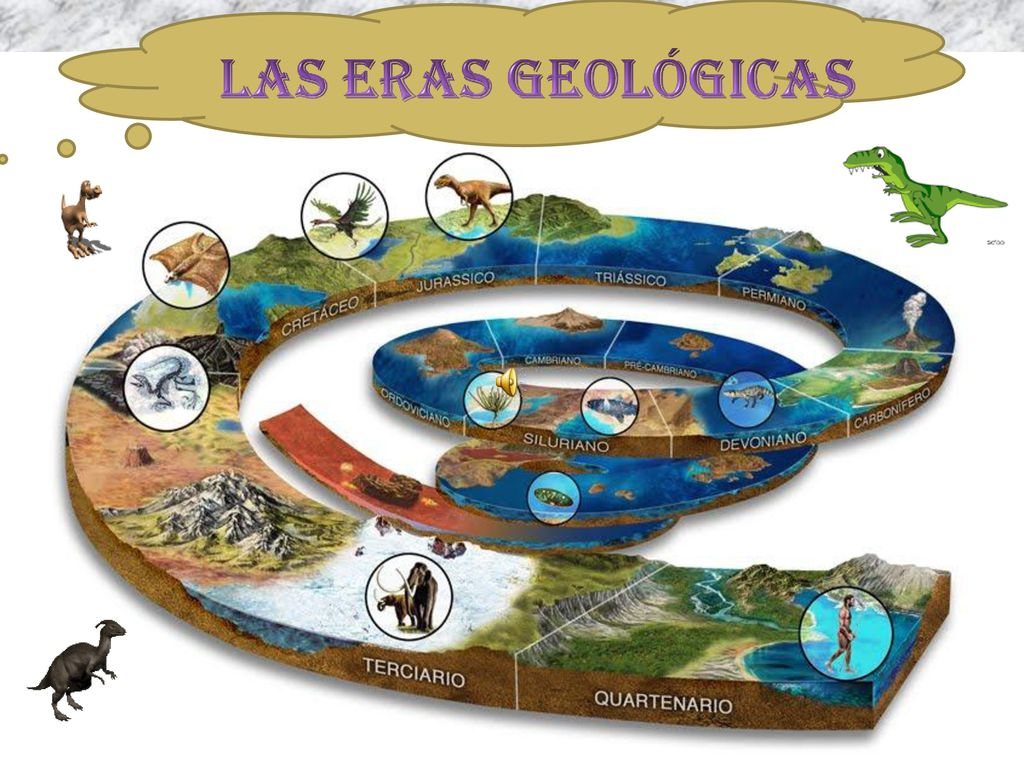 LAS ERAS GEOLÓGICAS
CRETÁCEO
JURASSICO
TRIÁSSICO
PERMIANO
CAMBRIANO
PRÉ-CAMBRIANO
ORDOVICIANO
SILURIANO
DEVONIANO
CARBONÍFERO
TERCIARIO
QUARTENARIO